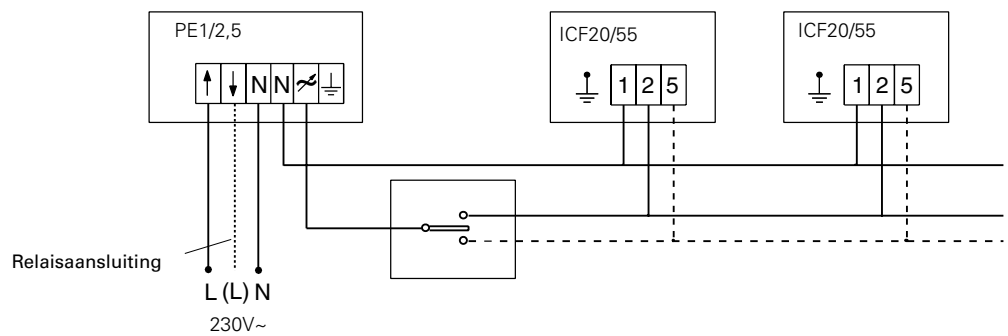 PE1/2,5
N N
ICF20/55
1 2 5
ICF20/55
1 2 5
Relaisaansluiting
L (L) N
230V~